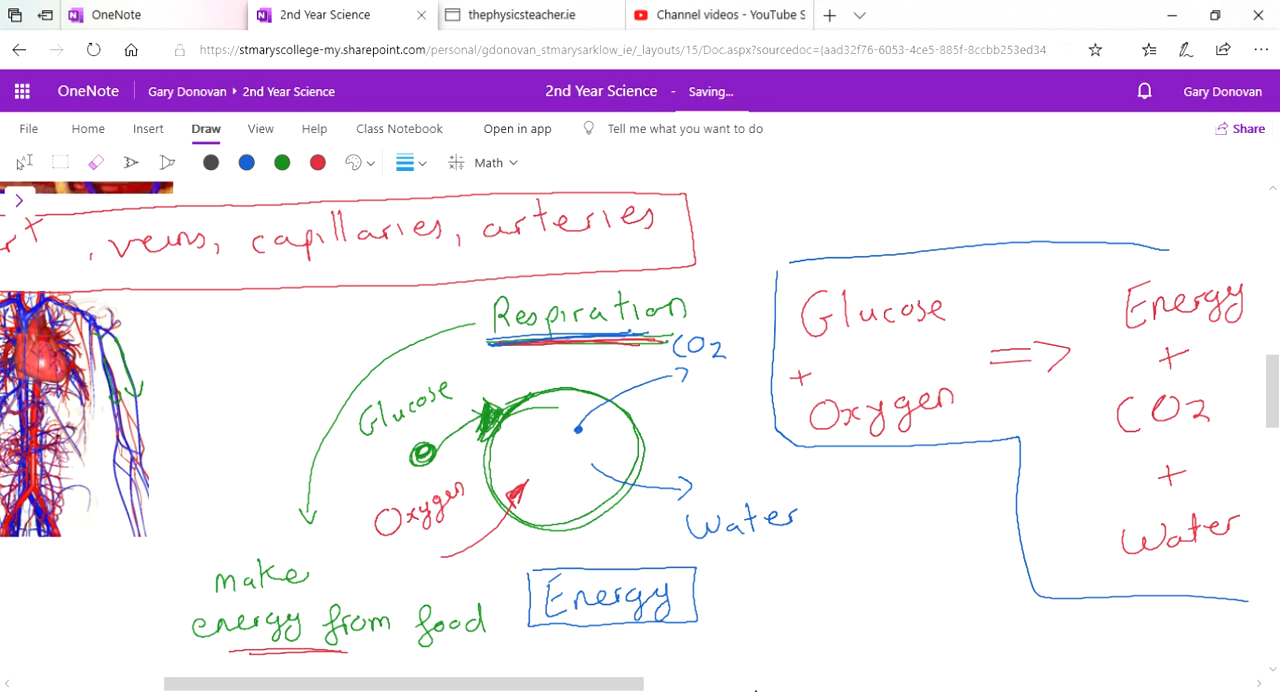 OneNote
2nd Year Science
thephysicsteacher.ie
Channel videos - YouTube S
https://stmaryscollege-my.sharepoint.com/personal/gdonovan_stmarysarklow_ie/_layouts/15/Doc.aspx?sourcedoc={aad32f76-6053-4ce5-885f-8ccbb253ed34
OneNote
Gary Donovan
2nd Year Science
2nd Year Science - Saving...
Gary Donovan
File Home Insert Draw View Help Class Notebook Open in app Tell me what you want to do
Share
Math
, veins, capillaries, arteries
Respiration
CO2
Glucose
Oxygen
Water
make
energy from food
Energy
Glucose
+
Oxygen
=>
Energy
+
CO2
+
Water